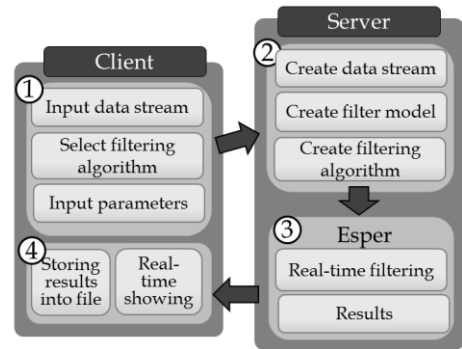 Client
1
Input data stream
Select filtering
algorithm
Input parameters
Server
2
Create data stream
Create filter model
Create filtering
algorithm
3
Esper
Real-time filtering
Results
4
Storing
results
into file
Real-
time
showing